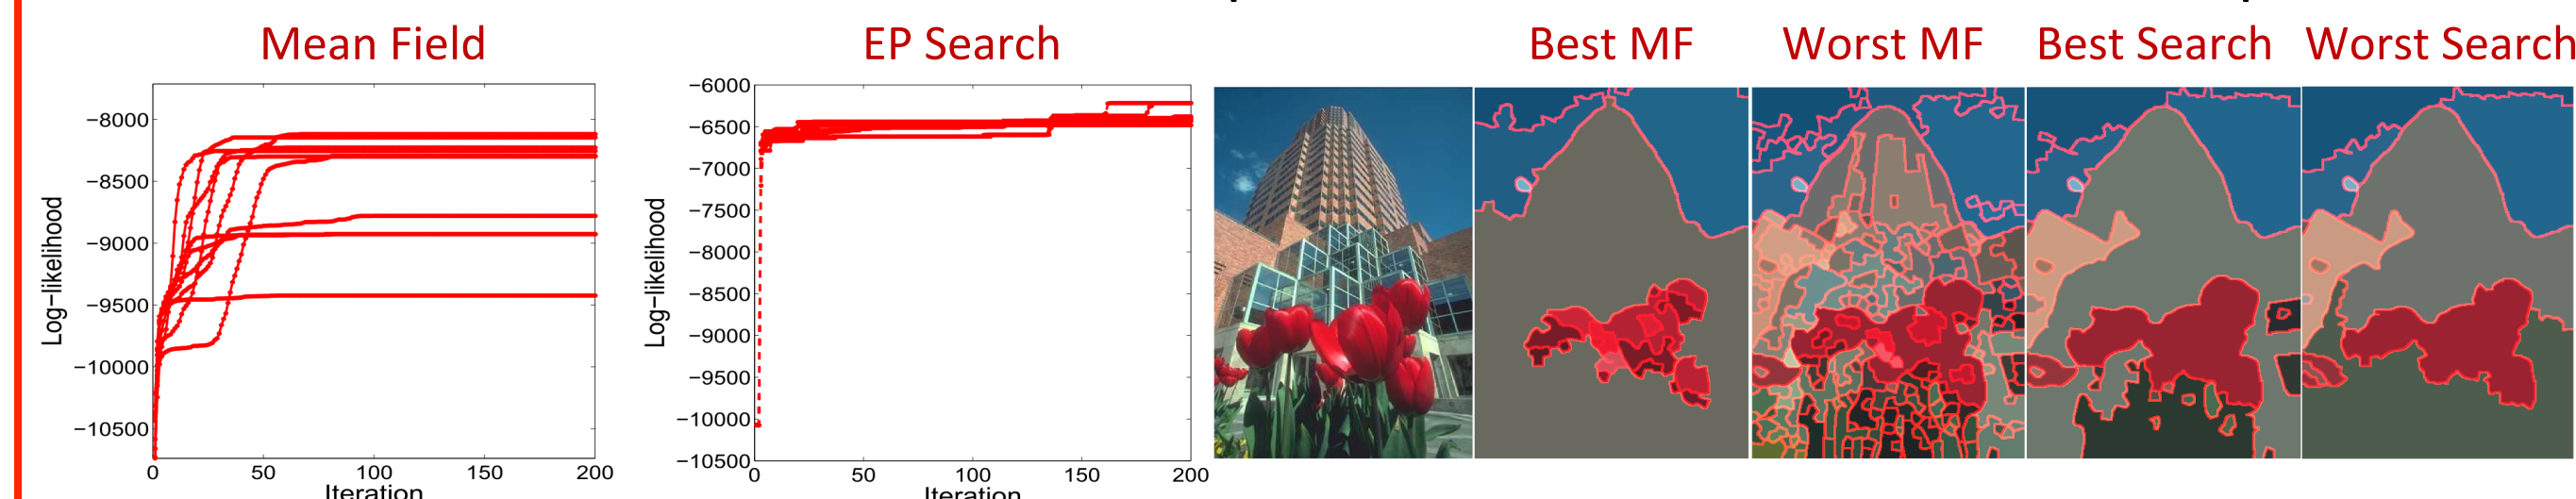 Mean Field
EP Search
Best MF
Worst MF
Best Search
Worst Search
Log-likelihood
−8000
−8500
−9000
−9500
−10000
−10500
0
50
100
150
200
Iteration
Log-likelihood
−6000
−6500
−7000
−7500
−8000
−8500
−9000
−9500
−10000
−10500
0
50
100
150
200
Iteration